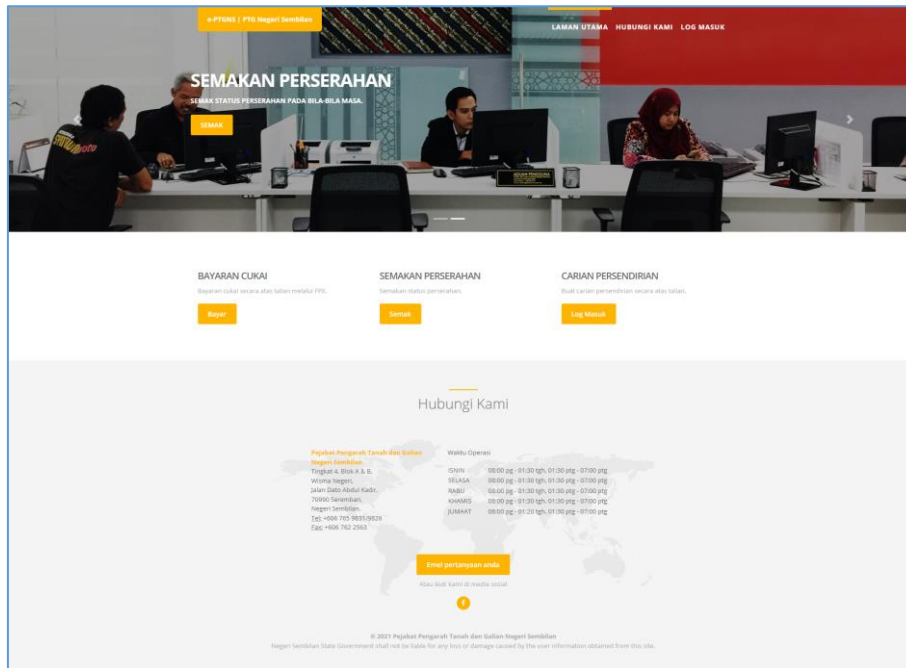 e-PTGNS | PTG Negeri Sembilan
LAMAN UTAMA HUBUNGI KAMI LOG MASUK
SEMAKAN PERSERAHAN
SEMAK STATUS PERSERAHAN PADA BILA-BILA MASA.
SEMAK
BAYARAN CUKAI
Bayaran cukai secara atas talian melalui FPX.
Bayar
SEMAKAN PERSERAHAN
Semakan status perserahan.
Semak
CARIAN PERSENDIRIAN
Buat carian persendirian secara atas talian.
Log Masuk
Hubungi Kami
Pejabat Pengarah Tanah dan Galian
Negeri Sembilan
Tingkat 4, Blok A & B,
Wisma Negeri,
Jalan Dato Abdul Kadir,
70990 Seremban,
Negeri Sembilan.
Tel: +606 765 9835/9826
Fax: +606 762 2563
Waktu Operasi
ISNIN 08:00 pg - 01:30 tgh, 01:30 ptg - 07:00 ptg
SELASA 08:00 pg - 01:30 tgh, 01:30 ptg - 07:00 ptg
RABU 08:00 pg - 01:30 tgh, 01:30 ptg - 07:00 ptg
KHAMIS 08:00 pg - 01:30 tgh, 01:30 ptg - 07:00 ptg
JUMAAT 08:00 pg - 01:20 tgh, 01:30 ptg - 07:00 ptg
Emel pertanyaan anda
Atau ikuti kami di media sosial
© 2021 Pejabat Pengarah Tanah dan Galian Negeri Sembilan
Negeri Sembilan State Government shall not be liable for any loss or damage caused by the user information obtained from this site.